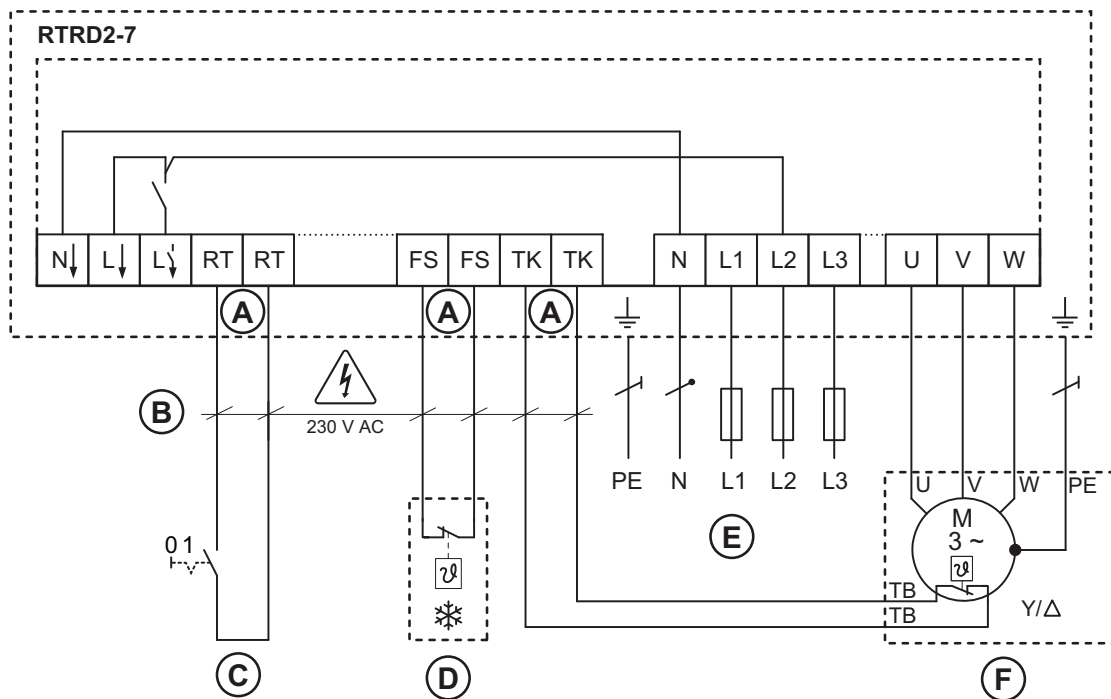 RTRD2-7
N L L RT RT FS FS TK TK N L1 L2 L3 U V W
A A A
B
230 V AC
PE N L1 L2 L3
U V W PE
M
3 ~
ϑ
0 1
E
ϑ
TB
TB
Y/Δ
C D F